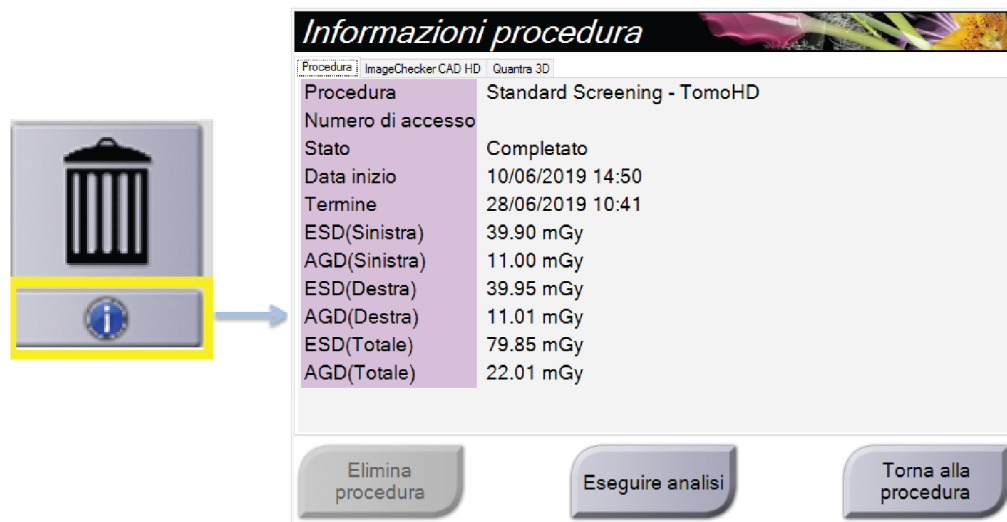 Informazioni procedura
Procedura ImageChecker CAD HD Quantra 3D
Procedura Standard Screening - TomoHD
Numero di accesso
Stato Completato
Data inizio 10/06/2019 14:50
Termine 28/06/2019 10:41
ESD(Sinistra) 39.90 mGy
AGD(Sinistra) 11.00 mGy
ESD(Destra) 39.95 mGy
AGD(Destra) 11.01 mGy
ESD(Totale) 79.85 mGy
AGD(Totale) 22.01 mGy
Elimina
procedura
Eseguire analisi
Torna alla
procedura